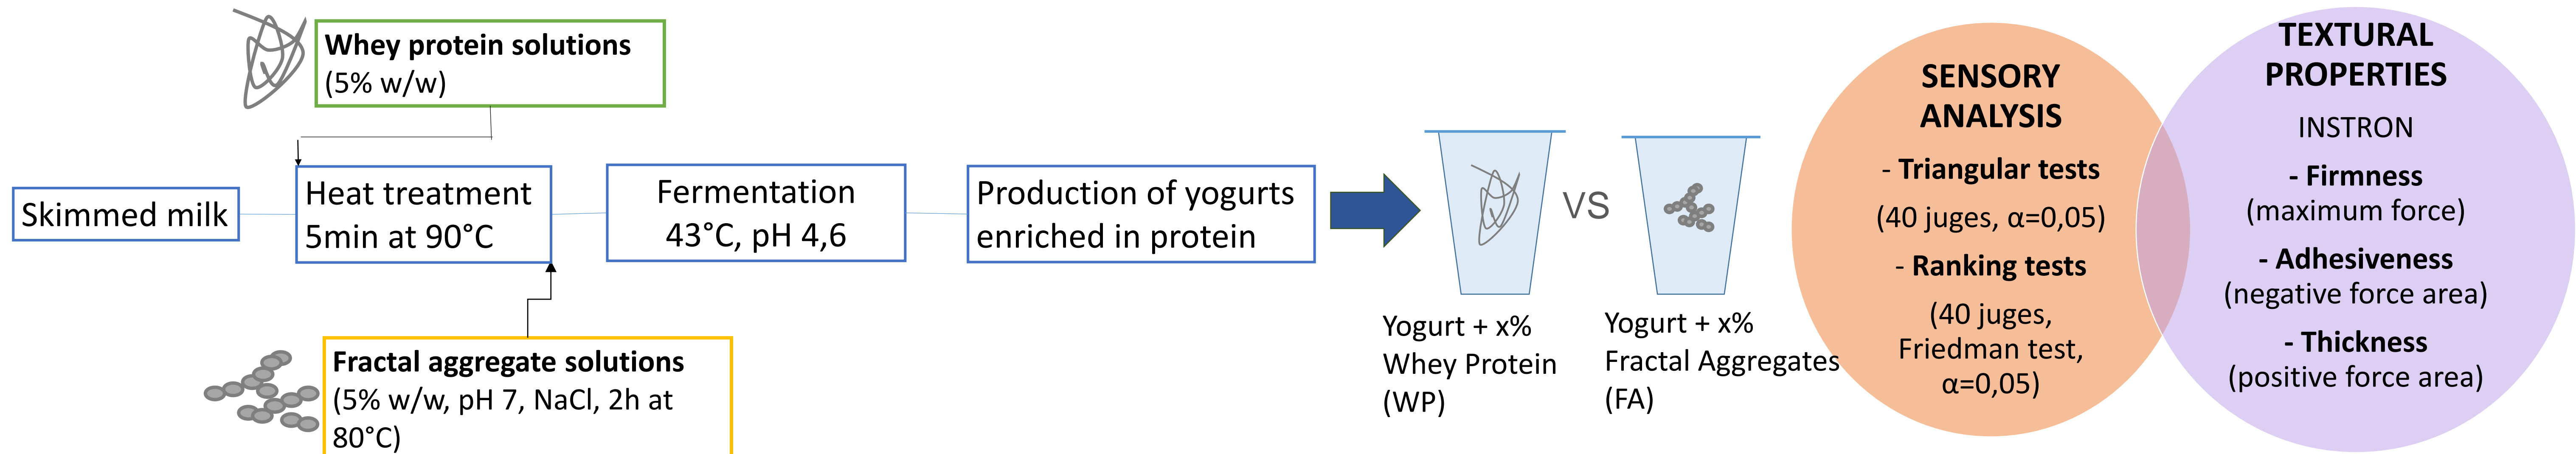 Whey protein solutions
(5% w/w)
Skimmed milk
Heat treatment
5min at 90°C
Fermentation
43°C, pH 4,6
Production of yogurts
enriched in protein
Fractal aggregate solutions
(5% w/w, pH 7, NaCl, 2h at
80°C)
VS
Yogurt + x%
Whey Protein
(WP)
Yogurt + x%
Fractal Aggregates
(FA)
SENSORY
ANALYSIS
- Triangular tests
(40 juges, α=0,05)
- Ranking tests
(40 juges,
Friedman test,
α=0,05)
TEXTURAL
PROPERTIES
INSTRON
- Firmness
(maximum force)
- Adhesiveness
(negative force area)
- Thickness
(positive force area)